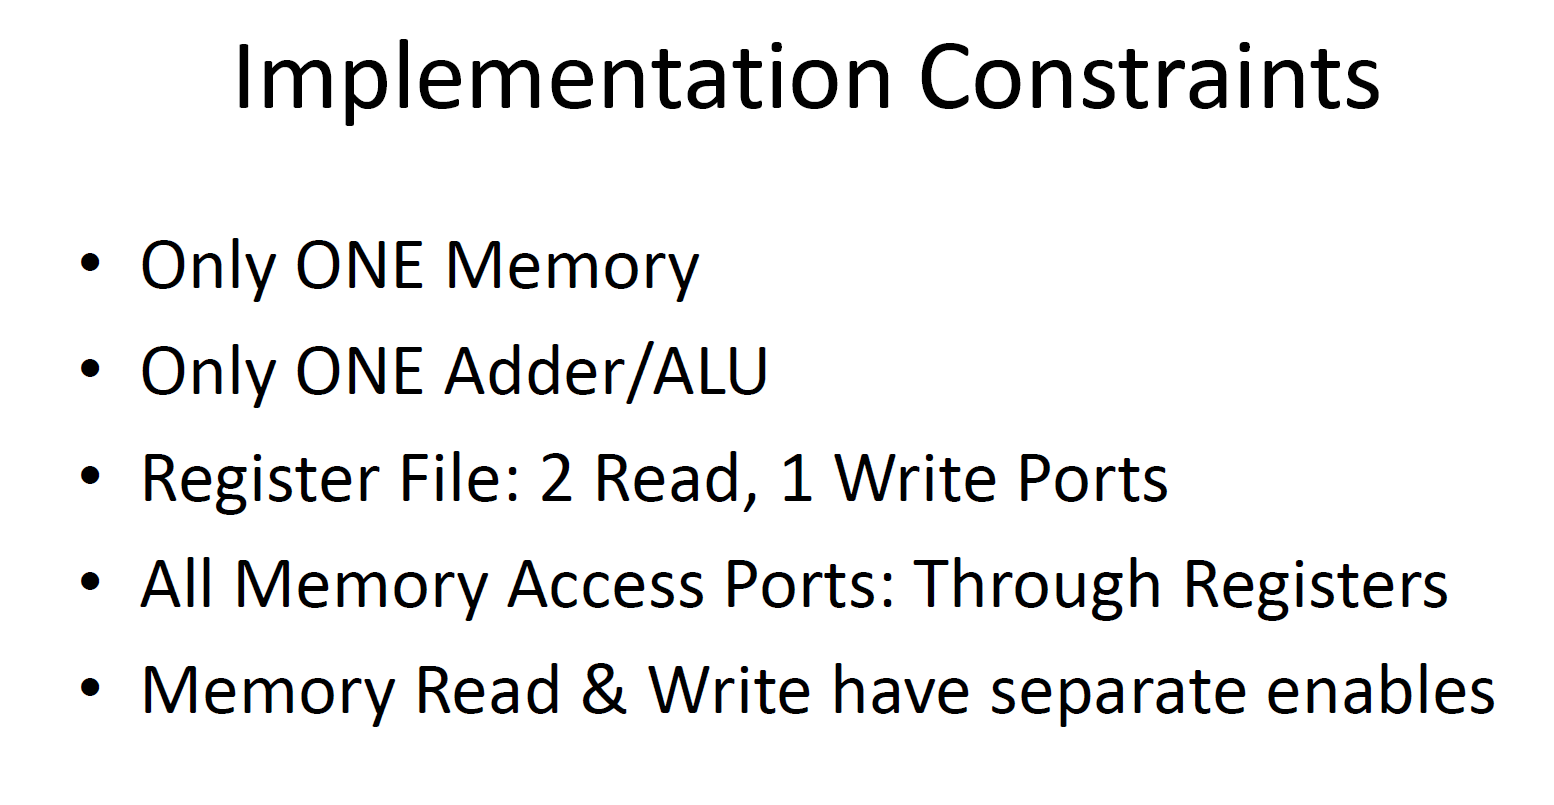 Implementation Constraints
• Only ONE Memory
• Only ONE Adder/ALU
• Register File: 2 Read, 1 Write Ports
• All Memory Access Ports: Through Registers
• Memory Read & Write have separate enables